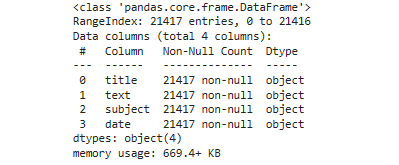 <class 'pandas.core.frame.DataFrame'>
RangeIndex: 21417 entries, 0 to 21416
Data columns (total 4 columns):
 #   Column   Non-Null Count  Dtype
---  ------   --------------  -----
 0   title    21417 non-null  object
 1   text     21417 non-null  object
 2   subject  21417 non-null  object
 3   date     21417 non-null  object
dtypes: object(4)
memory usage: 669.4+ KB